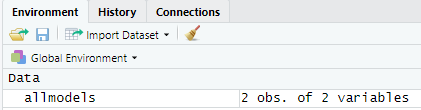 Environment History Connections
Import Dataset
Global Environment
Data
allmodels 2 obs. of 2 variables